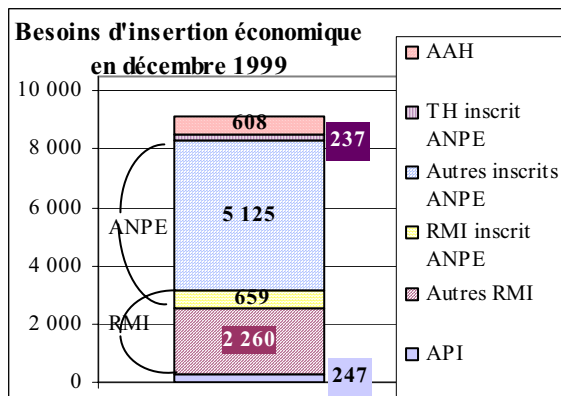 Besoins d'insertion économique
en décembre 1999
10 000
8 000
6 000
4 000
2 000
0
ANPE
RMI
608
237
5 125
659
2 260
247
AAH
TH inscrit
ANPE
Autres inscrits
ANPE
RMI inscrit
ANPE
Autres RMI
API